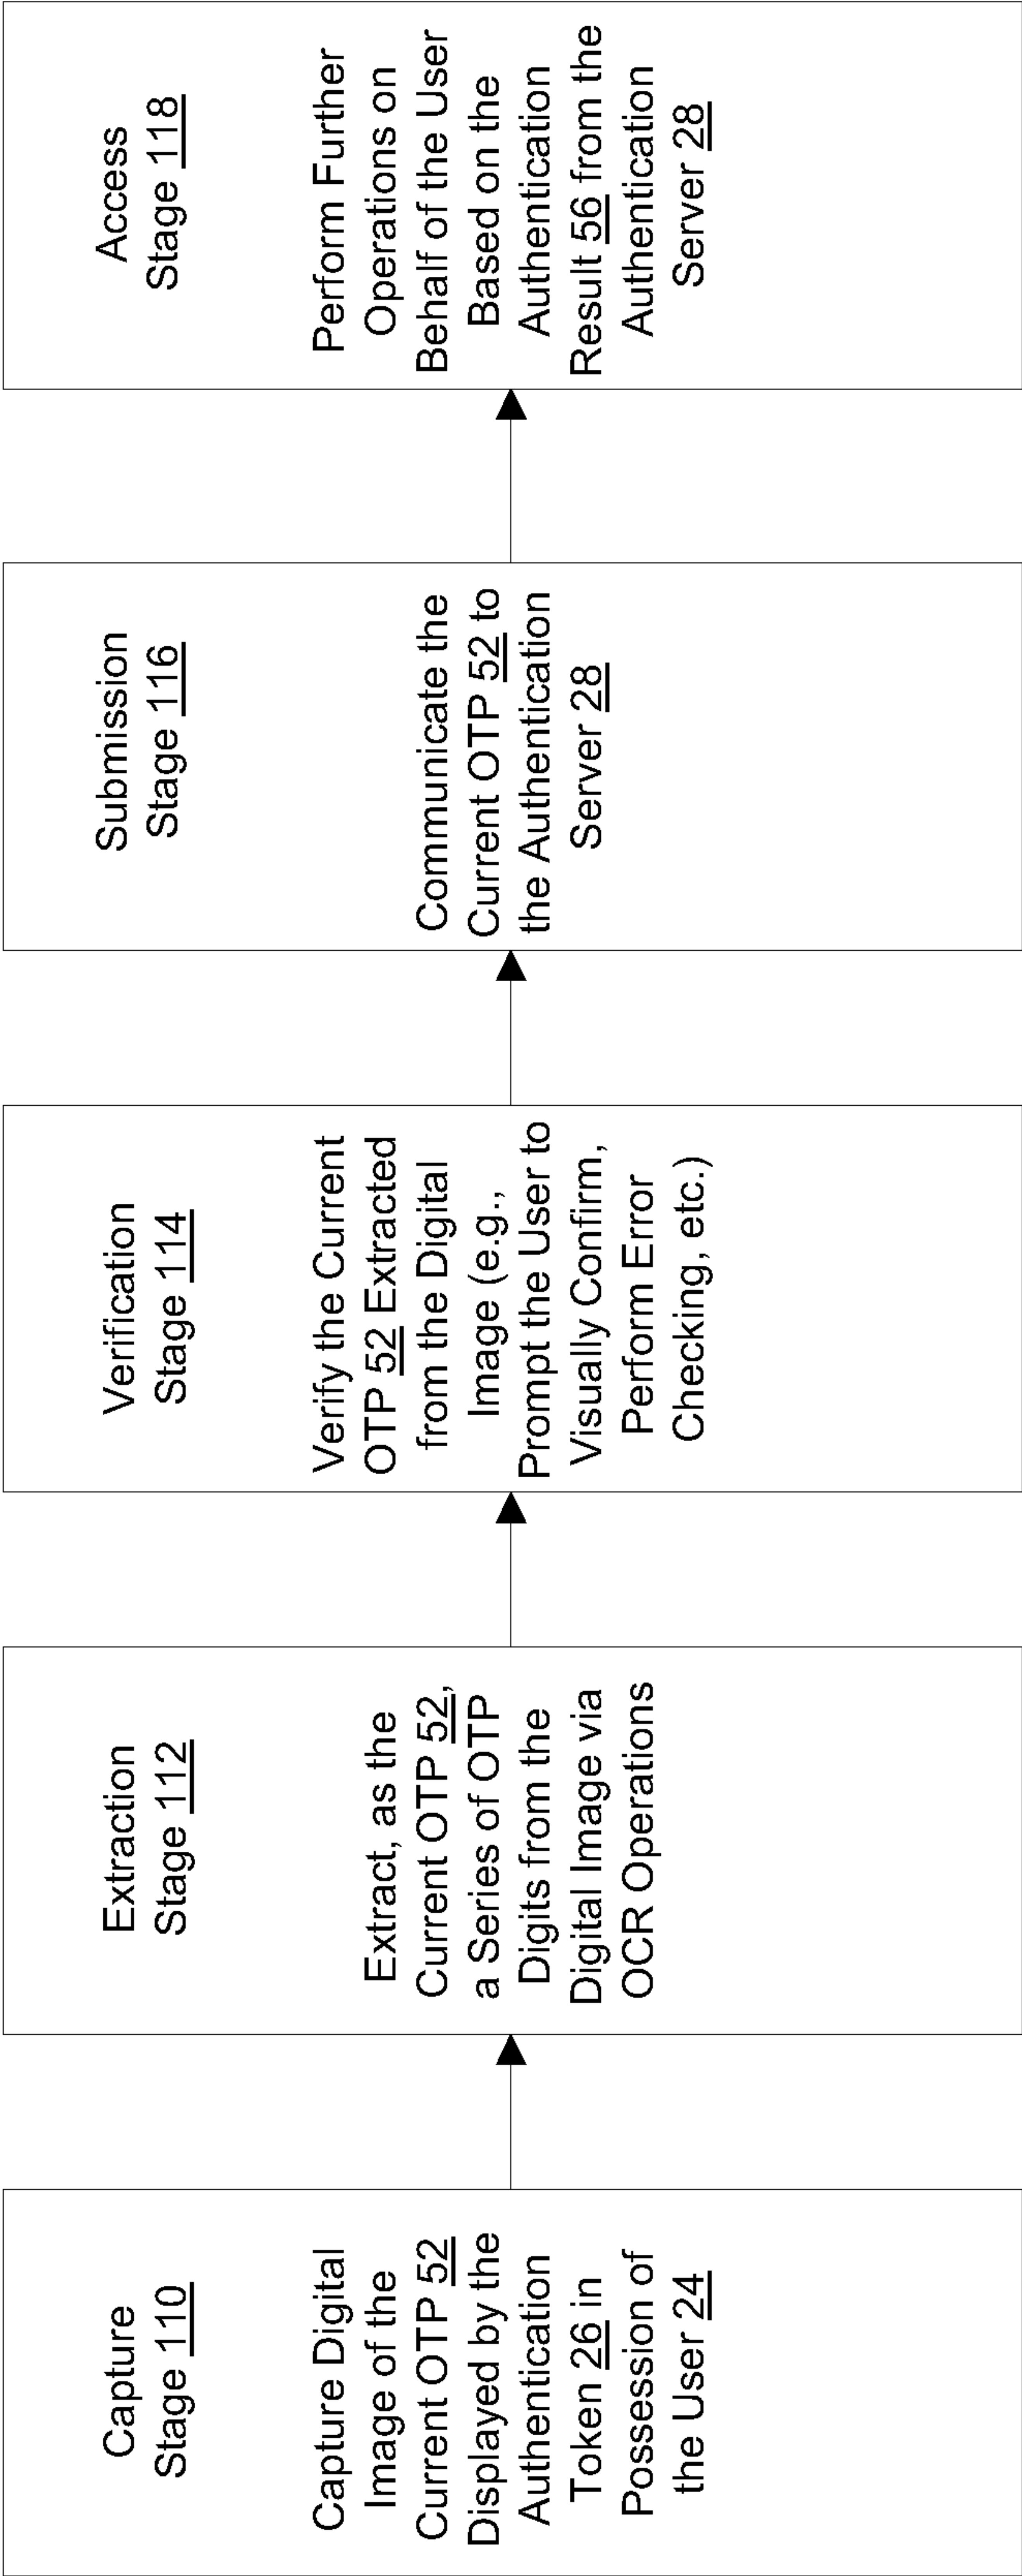 Capture
Stage 110
Capture Digital
Image of the
Current OTP 52
Displayed by the
Authentication
Token 26 in
Possession of
the User 24
Extraction
Stage 112
Extract, as the
Current OTP 52,
a Series of OTP
Digits from the
Digital Image via
OCR Operations
Verification
Stage 114
Verify the Current
OTP 52 Extracted
from the Digital
Image (e.g.,
Prompt the User to
Visually Confirm,
Perform Error
Checking, etc.)
Submission
Stage 116
Communicate the
Current OTP 52 to
the Authentication
Server 28
Access
Stage 118
Perform Further
Operations on
Behalf of the User
Based on the
Authentication
Result 56 from the
Authentication
Server 28